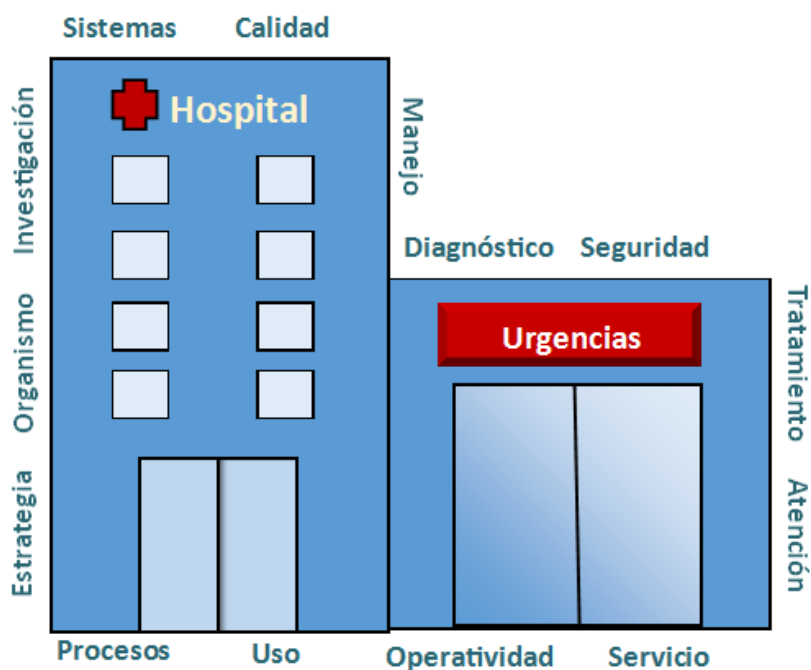 Sistemas Calidad
Investigación
Hospital
Manejo
Diagnóstico Seguridad
Organismo
Urgencias
Tratamiento
Estrategia
Atención
Procesos Uso Operatividad Servicio